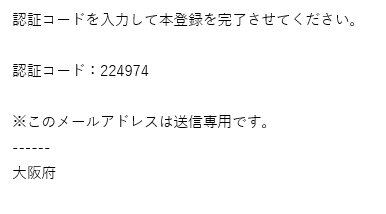 認証コードを入力して本登録を完了させてください。
認証コード：224974
※このメールアドレスは送信専用です。
------
大阪府